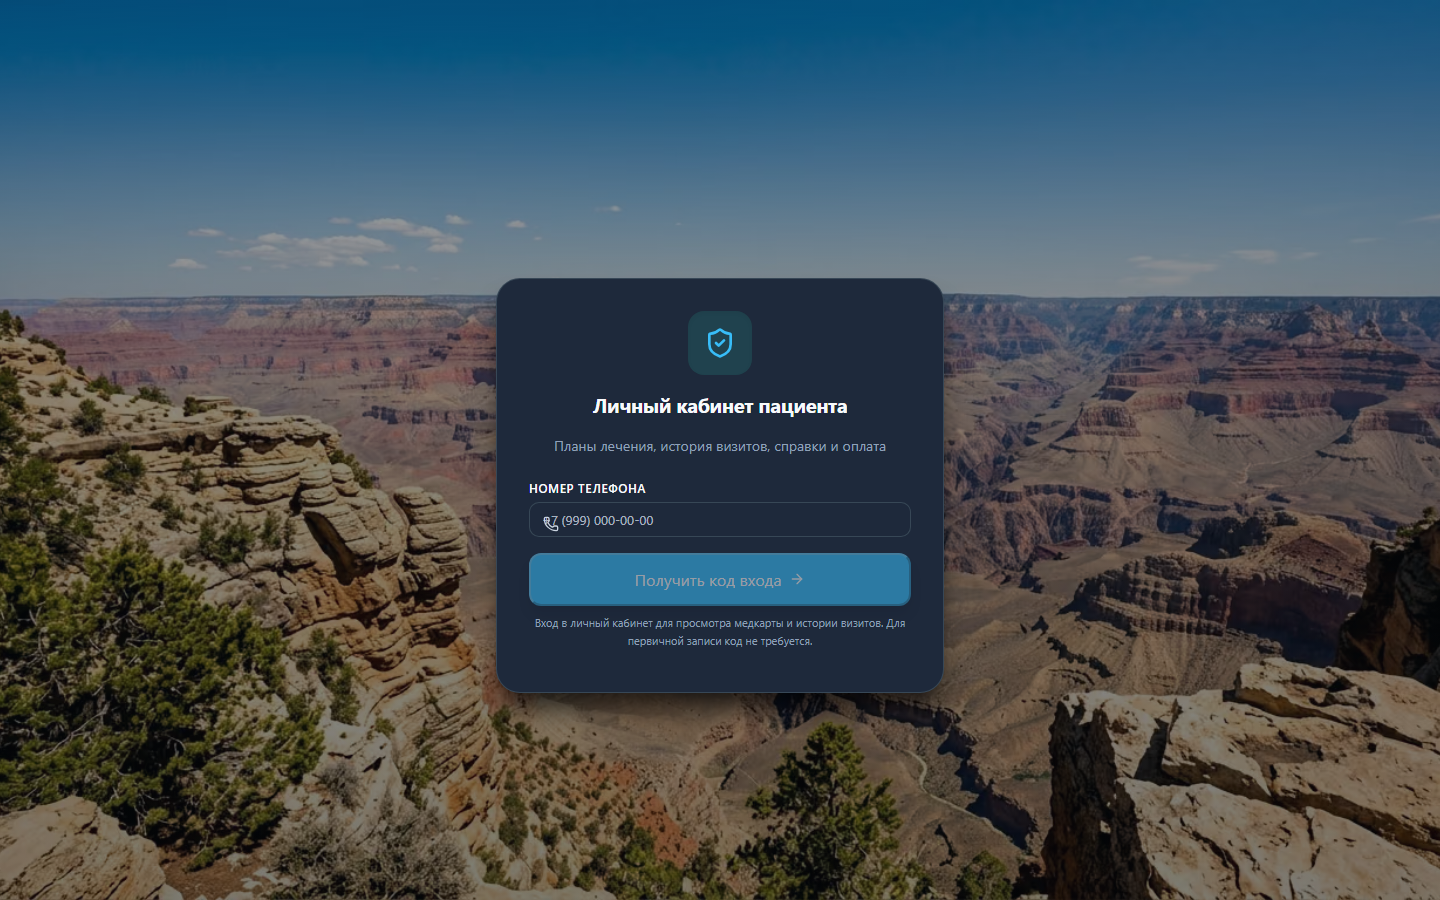 Личный кабинет пациента
Планы лечения, история визитов, справки и оплата
НОМЕР ТЕЛЕФОНА
(999) 000-00-00
Получить код входа
Вход в личный кабинет для просмотра медкарты и истории визитов. Для
первичной записи код не требуется.